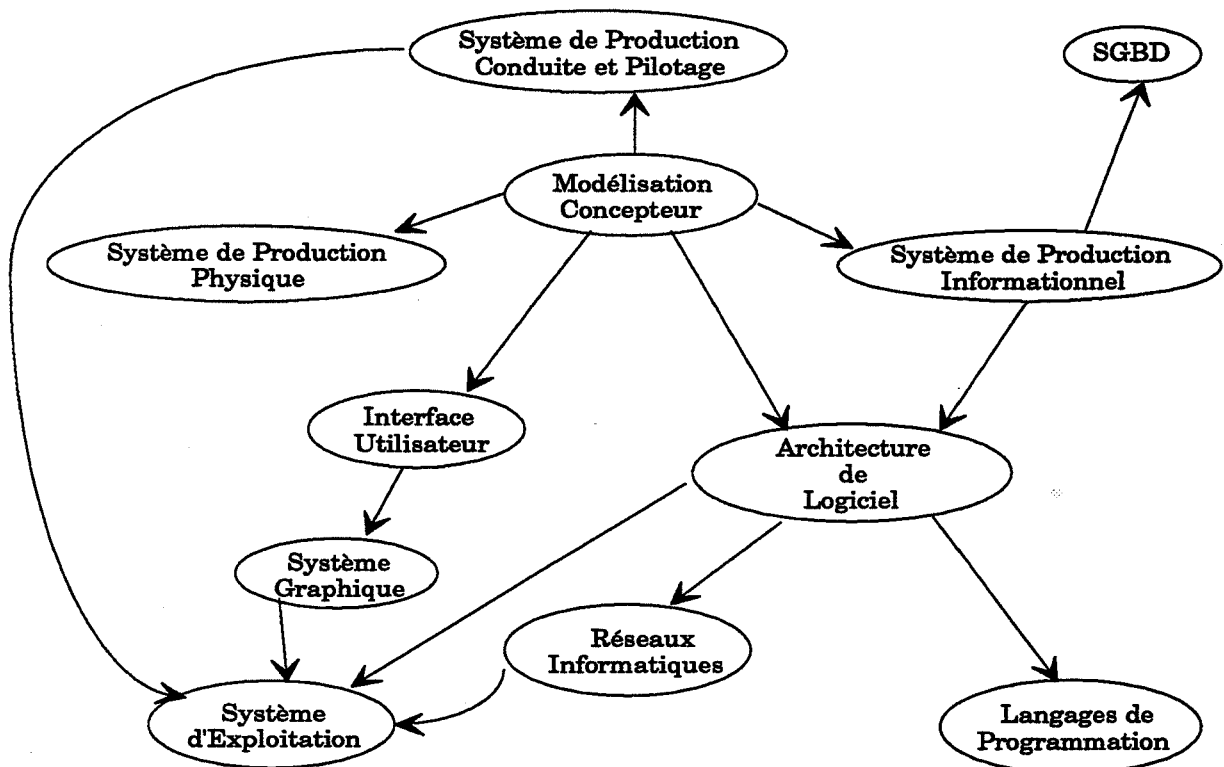 Système de Production
Conduite et Pilotage
SGBD
Modélisation
Concepteur
Système de Production
Physique
Système de Production
Informationnel
Interface
Utilisateur
Architecture
de
Logiciel
Système
Graphique
Réseaux
Informatiques
Système
d'Exploitation
Langages de
Programmation